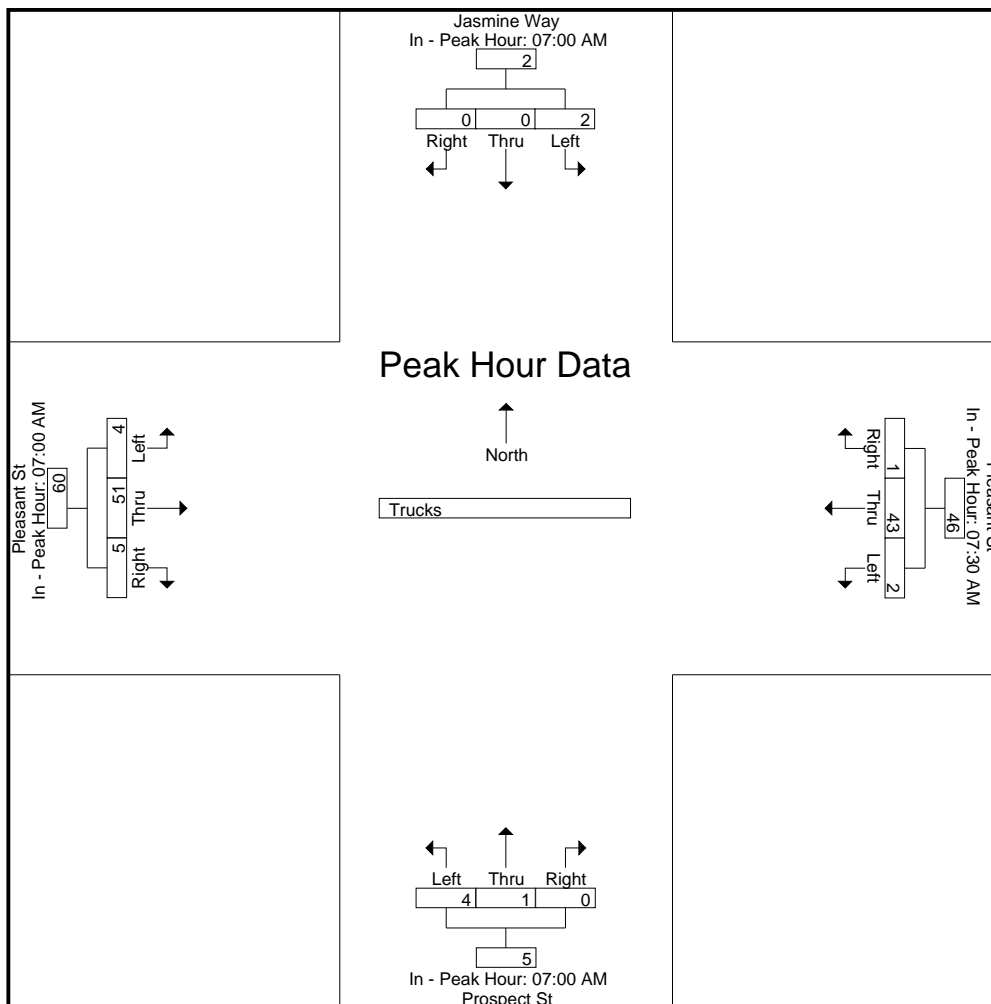 Jasmine Way
In - Peak Hour: 07:00 AM
2
0 0 2
Right Thru Left
Peak Hour Data
North
Trucks
Pleasant St
In - Peak Hour: 07:00 AM
60
4 51 5
Left Thru Right
Pleasant St
In - Peak Hour: 07:30 AM
46
1 43 2
Right Thru Left
Left Thru Right
4 1 0
5
In - Peak Hour: 07:00 AM
Prospect St